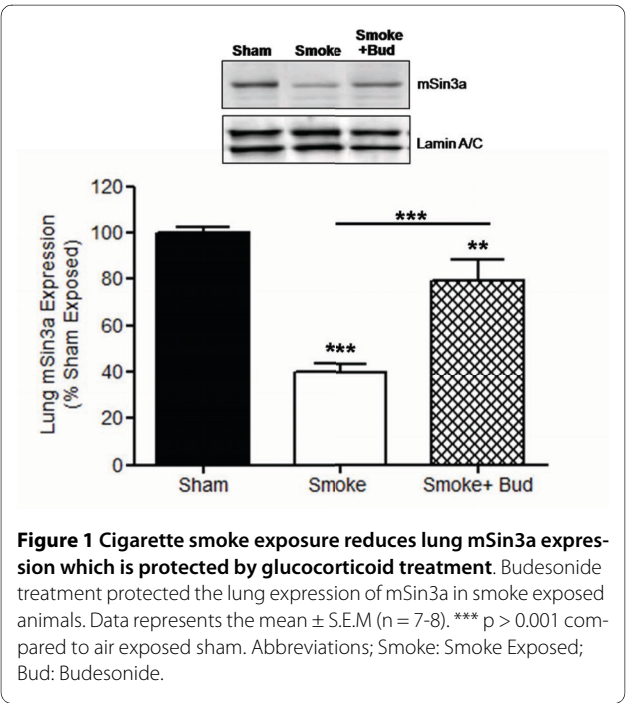 Sham Smoke Smoke +Bud
mSin3a
Lamin A/C
120
100
80
60
40
20
0
Lung mSin3a Expression
(% Sham Exposed)
***
**
***
Sham Smoke Smoke+ Bud
Figure 1 Cigarette smoke exposure reduces lung mSin3a expres-
sion which is protected by glucocorticoid treatment. Budesonide
treatment protected the lung expression of mSin3a in smoke exposed
animals. Data represents the mean ± S.E.M (n = 7-8). *** p > 0.001 com-
pared to air exposed sham. Abbreviations; Smoke: Smoke Exposed;
Bud: Budesonide.